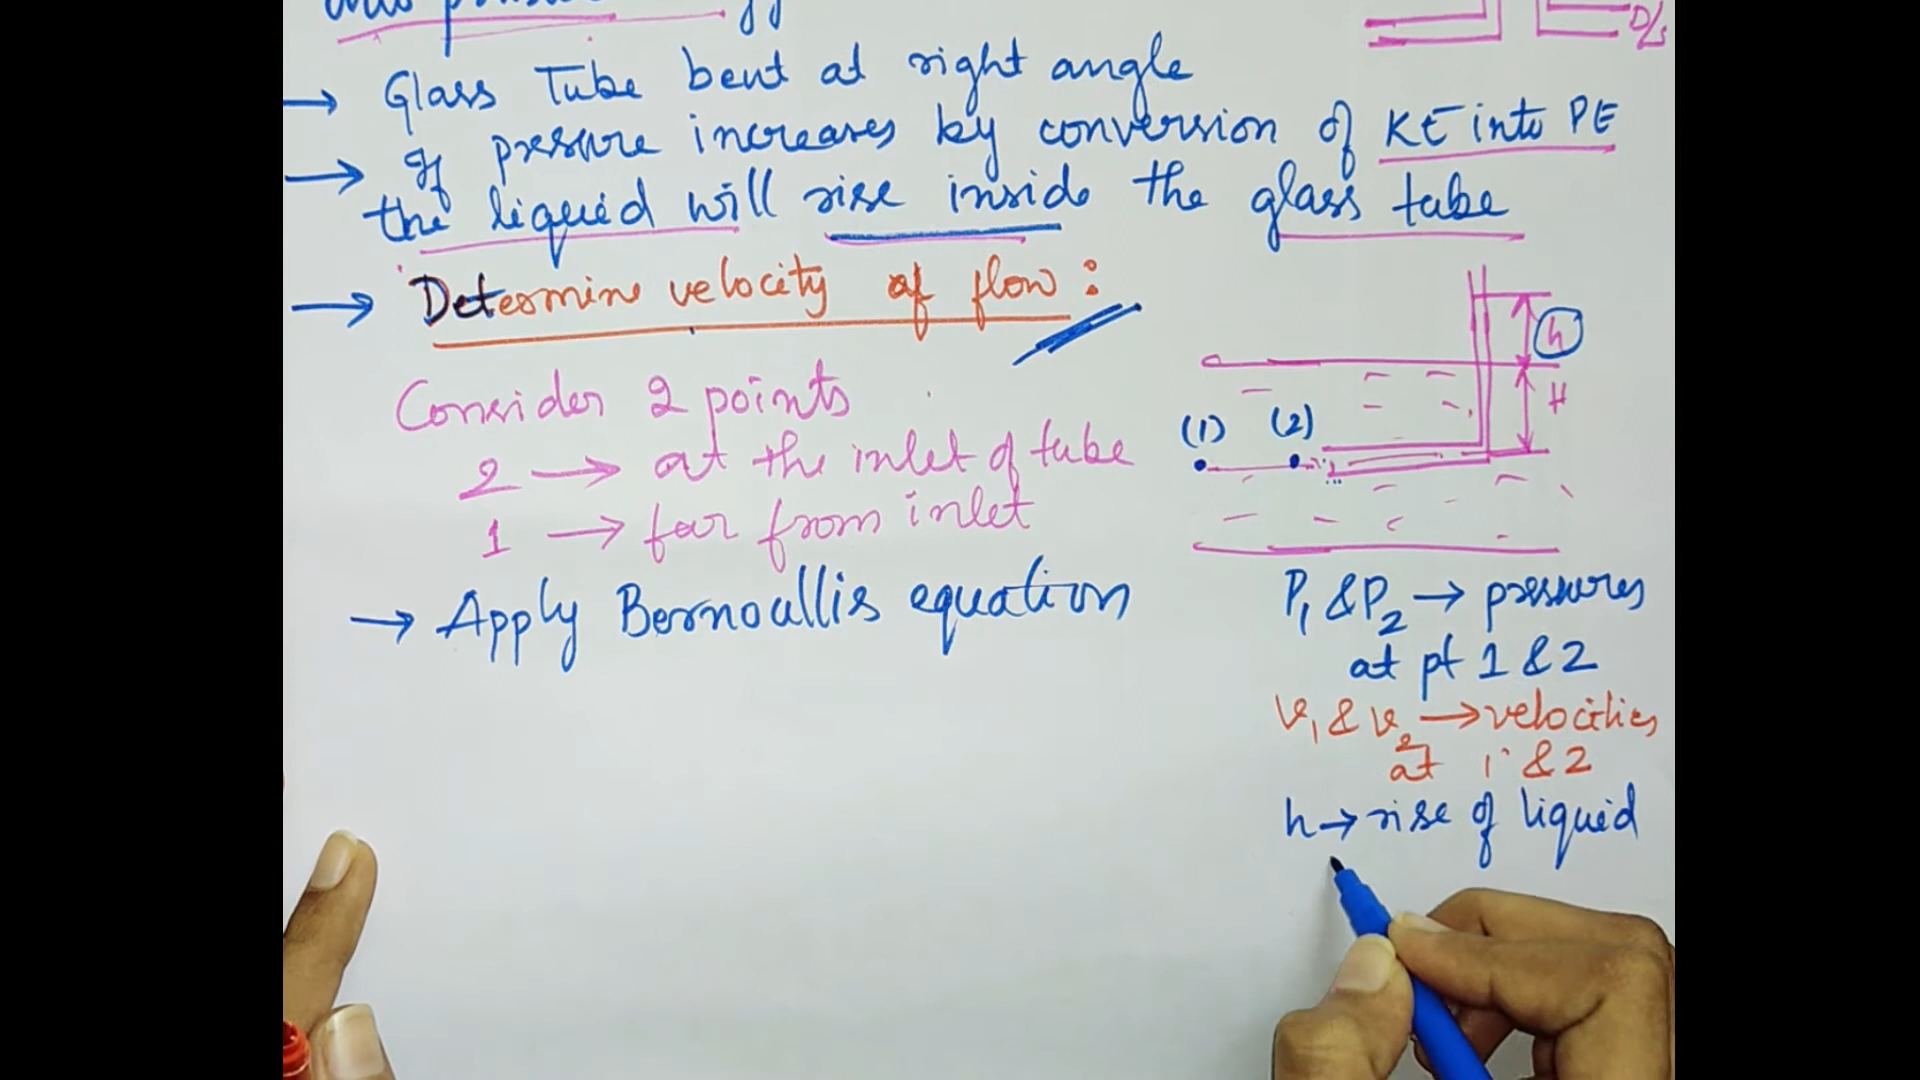 D/s
→ Glass Tube bent at right angle
→ If pressure increases by conversion of KE into PE
the liquid will rise inside the glass tube
→ Determine velocity of flow :
h
H
(1) (2)
Consider 2 points
2 → at the inlet of tube
1 → far from inlet
→ Apply Bernoullis equation
P1 & P2 → pressures
at pt 1 & 2
v1 & v2 → velocities
at 1 & 2
h → rise of liquid